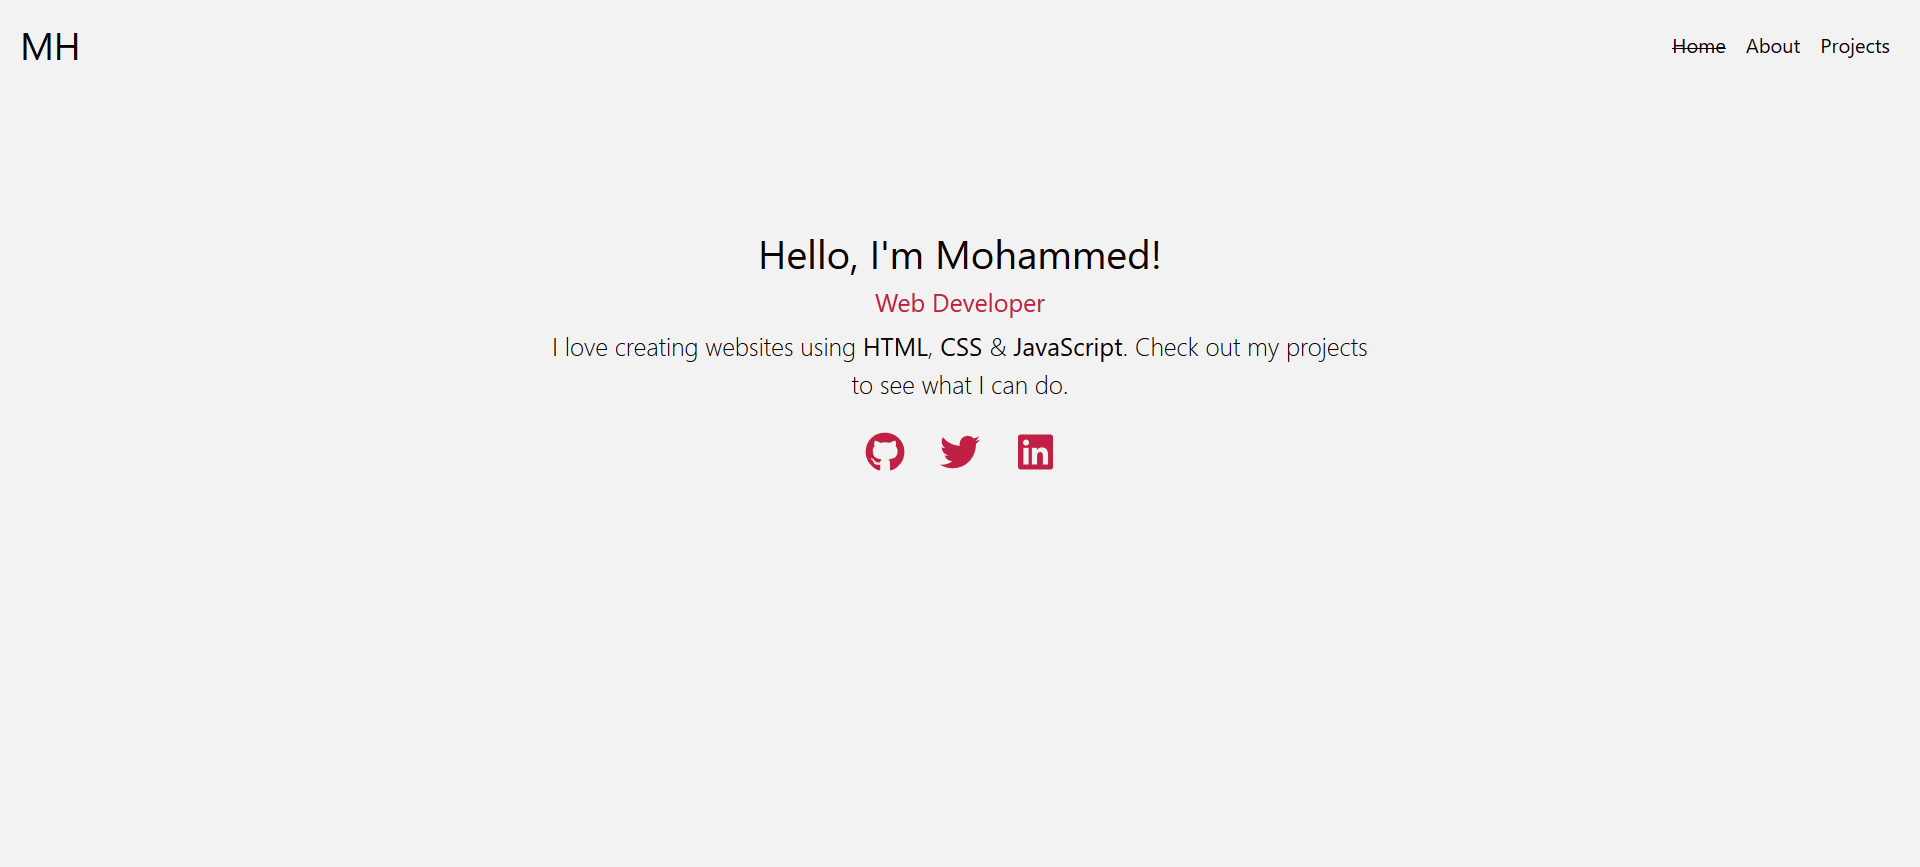 MH
Home About Projects
Hello, I'm Mohammed!
Web Developer
I love creating websites using HTML, CSS & JavaScript. Check out my projects
to see what I can do.
in